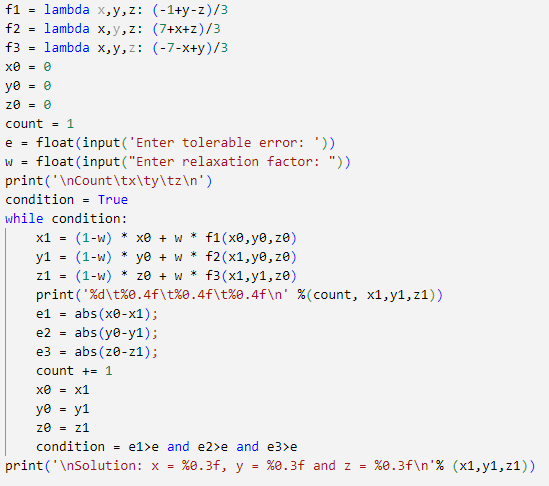 f1 = lambda x,y,z: (-1+y-z)/3
f2 = lambda x,y,z: (7+x+z)/3
f3 = lambda x,y,z: (-7-x+y)/3
x0 = 0
y0 = 0
z0 = 0
count = 1
e = float(input('Enter tolerable error: '))
w = float(input("Enter relaxation factor: "))
print('\nCount\tx\ty\tz\n')
condition = True
while condition:
    x1 = (1-w) * x0 + w * f1(x0,y0,z0)
    y1 = (1-w) * y0 + w * f2(x1,y0,z0)
    z1 = (1-w) * z0 + w * f3(x1,y1,z0)
    print('%d\t%0.4f\t%0.4f\t%0.4f\n' %(count, x1,y1,z1))
    e1 = abs(x0-x1);
    e2 = abs(y0-y1);
    e3 = abs(z0-z1);
    count += 1
    x0 = x1
    y0 = y1
    z0 = z1
    condition = e1>e and e2>e and e3>e
print('\nSolution: x = %0.3f, y = %0.3f and z = %0.3f\n'% (x1,y1,z1))